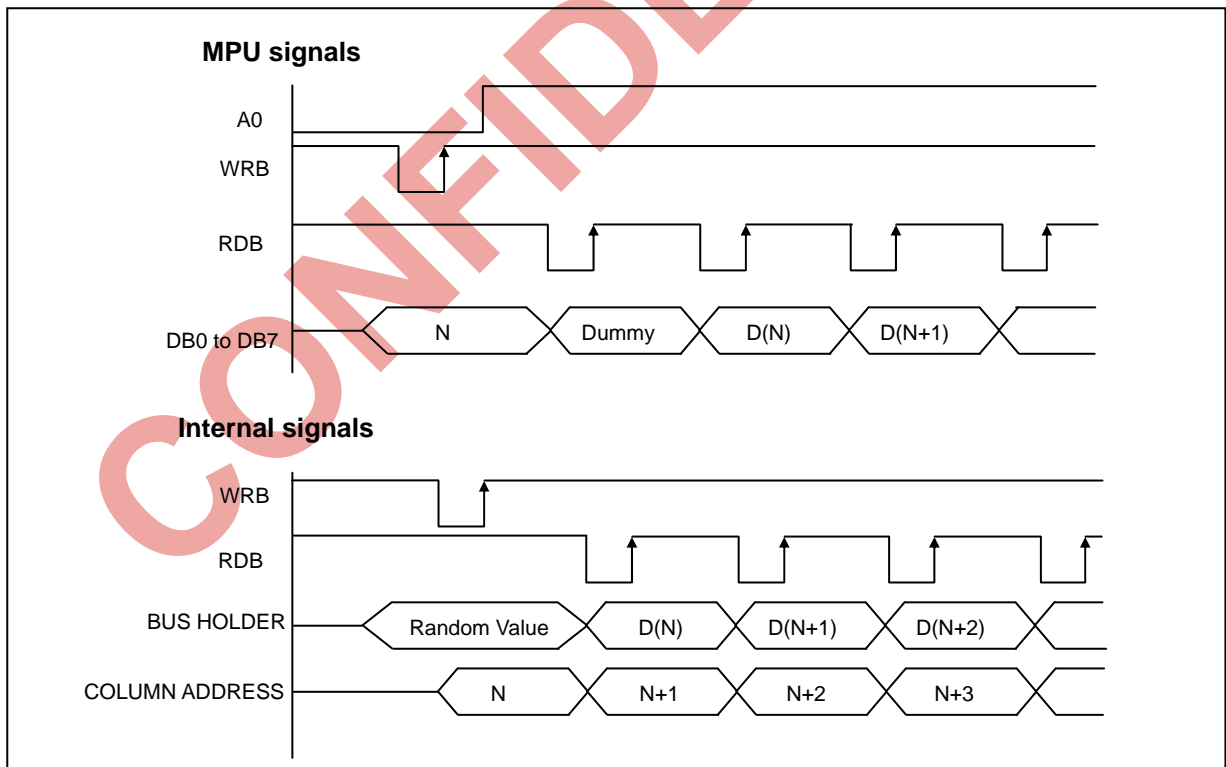 MPU signals
A0
WRB
RDB
DB0 to DB7
N
Dummy
D(N)
D(N+1)
Internal signals
WRB
RDB
BUS HOLDER
Random Value
D(N)
D(N+1)
D(N+2)
COLUMN ADDRESS
N
N+1
N+2
N+3